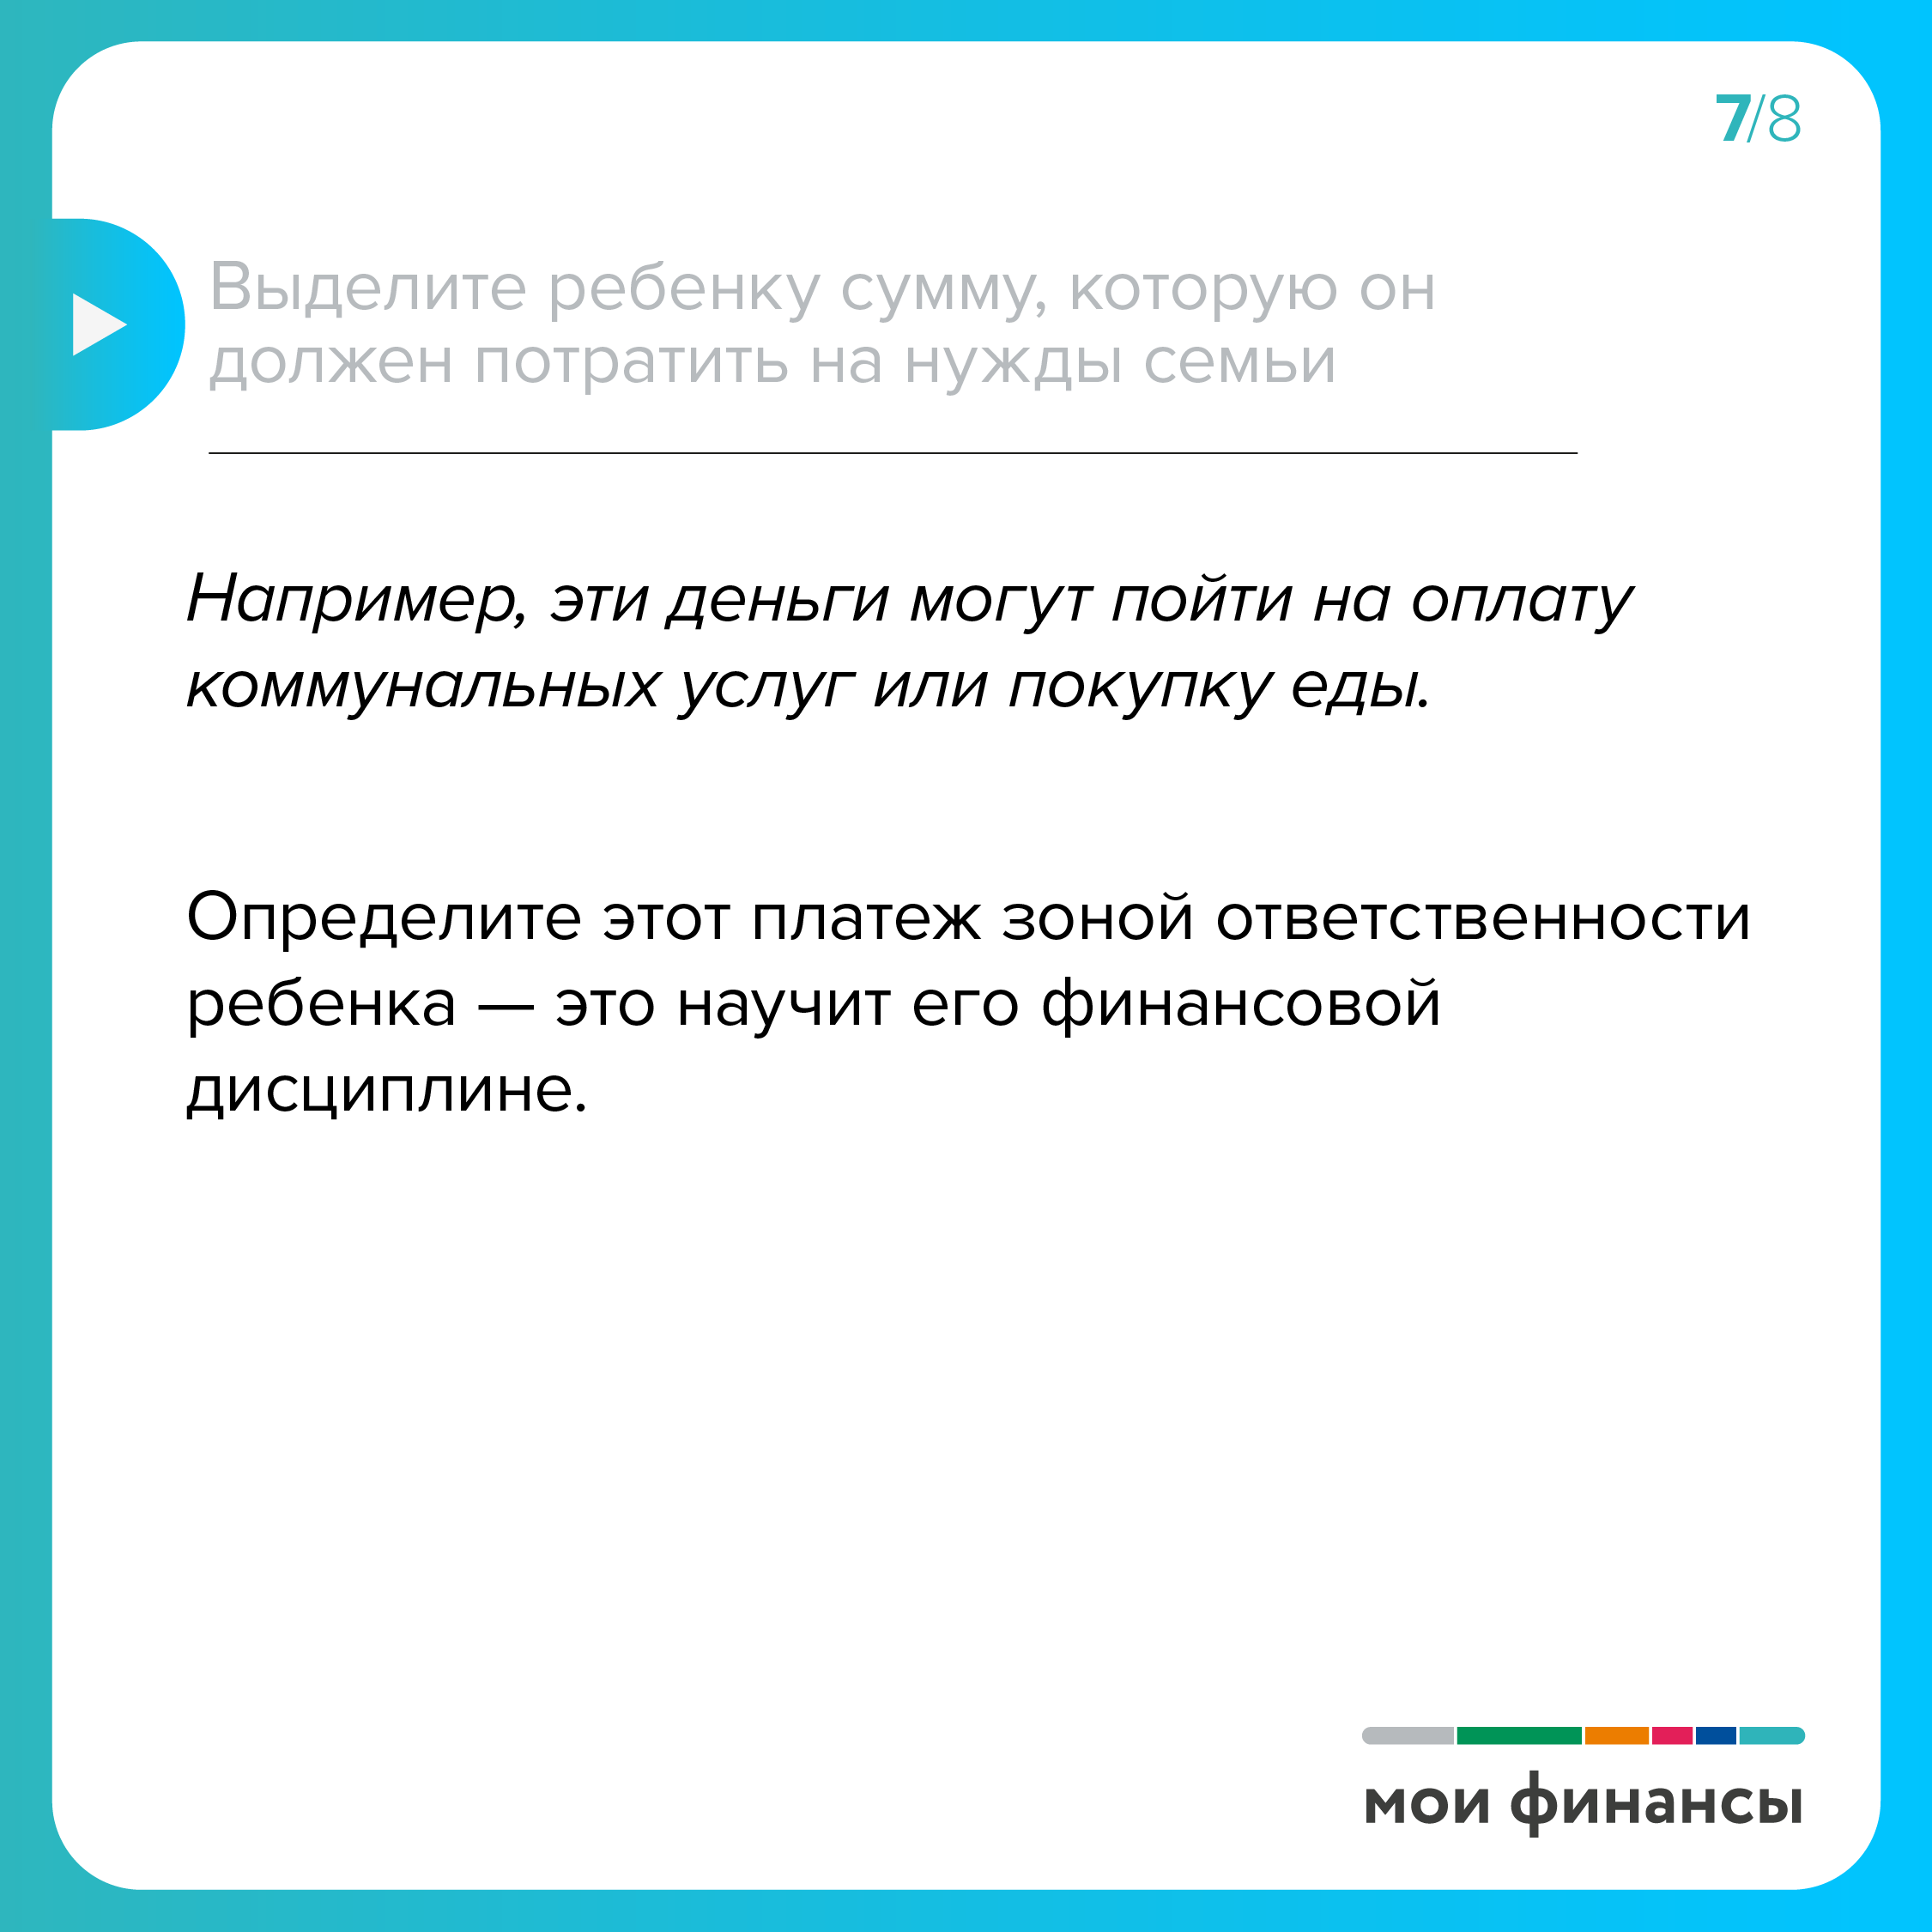 7/8
Выделите ребенку сумму, которую он
должен потратить на нужды семьи
Например, эти деньги могут пойти на оплату
коммунальных услуг или покупку еды.
Определите этот платеж зоной ответственности
ребенка — это научит его финансовой
дисциплине.
мои финансы